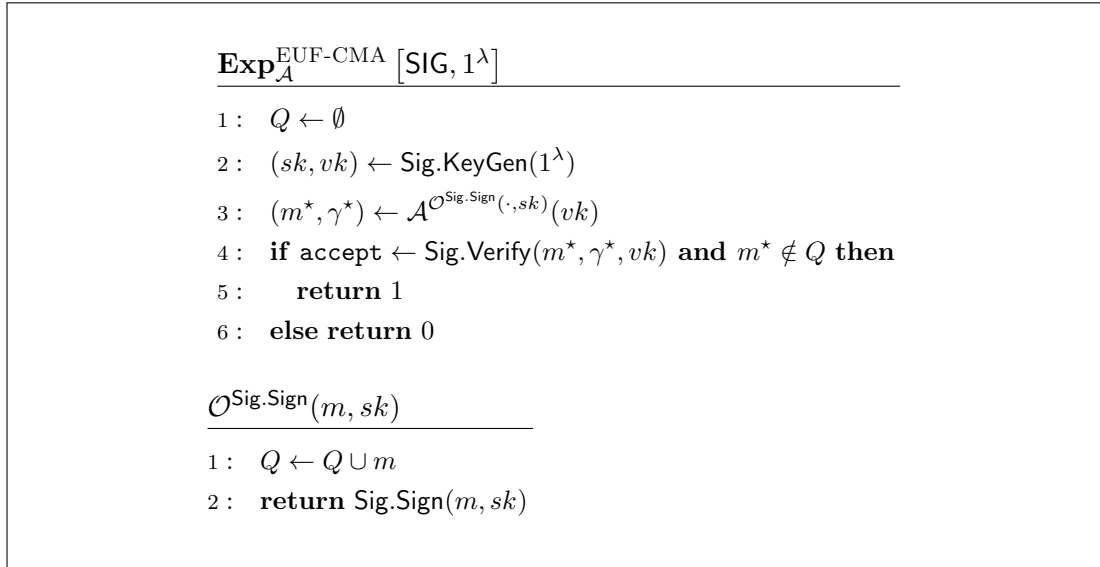 Exp_𝒜^EUF-CMA [SIG, 1^λ]
1 : Q ← ∅
2 : (sk, vk) ← Sig.KeyGen(1^λ)
3 : (m^⋆, γ^⋆) ← 𝒜^{𝒪^{Sig.Sign}(·,sk)}(vk)
4 : if accept ← Sig.Verify(m^⋆, γ^⋆, vk) and m^⋆ ∉ Q then
5 : return 1
6 : else return 0
𝒪^{Sig.Sign}(m, sk)
1 : Q ← Q ∪ m
2 : return Sig.Sign(m, sk)